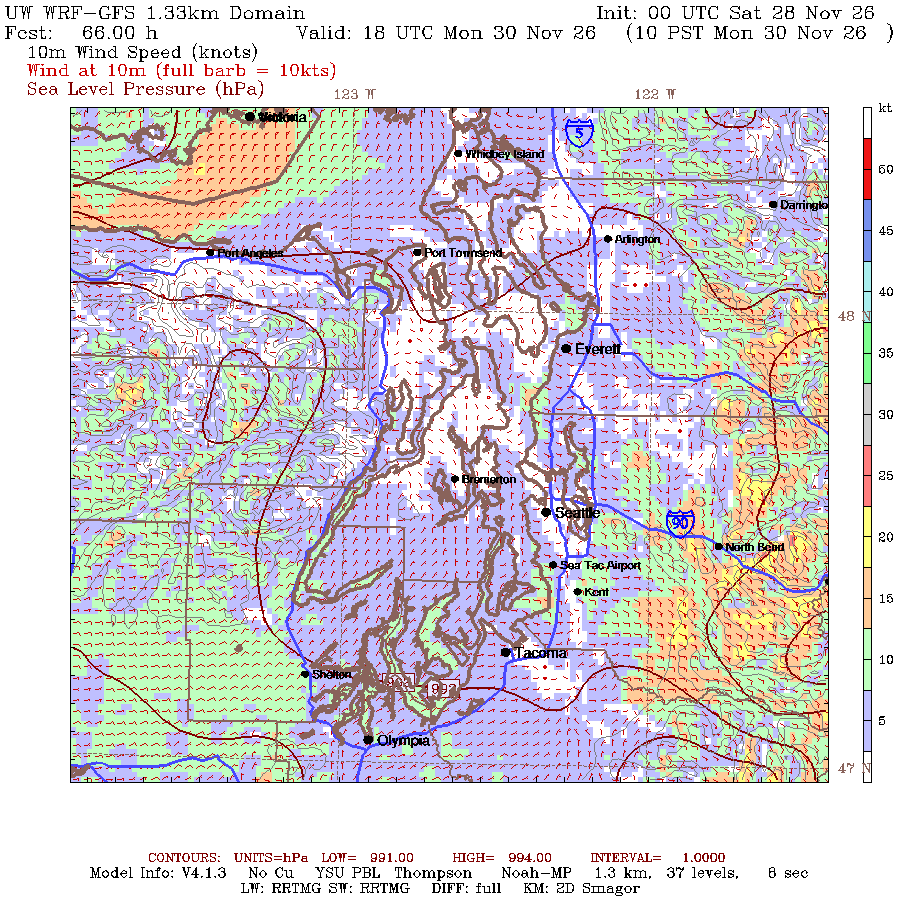 UW WRF-GFS 1.33km Domain Init: 00 UTC Sat 28 Nov 26
Fcst: 66.00 h Valid: 18 UTC Mon 30 Nov 26 (10 PST Mon 30 Nov 26 )
10m Wind Speed (knots)
Wind at 10m (full barb = 10kts)
Sea Level Pressure (hPa)
123 W 122 W
kt
Victoria
5
Whidbey Island
60
Darringto
45
Arlington
Port Angeles
Port Townsend
40
48 N
Everett
35
30
Bremerton
25
Seattle
90
20
North Bend
Sea Tac Airport
Kent
15
Tacoma
10
Shelton
992
5
Olympia
47 N
CONTOURS: UNITS=hPa LOW= 991.00 HIGH= 994.00 INTERVAL= 1.0000
Model Info: V4.1.3 No Cu YSU PBL Thompson Noah-MP 1.3 km, 37 levels, 8 sec
LW: RRTMG SW: RRTMG DIFF: full KM: 2D Smagor